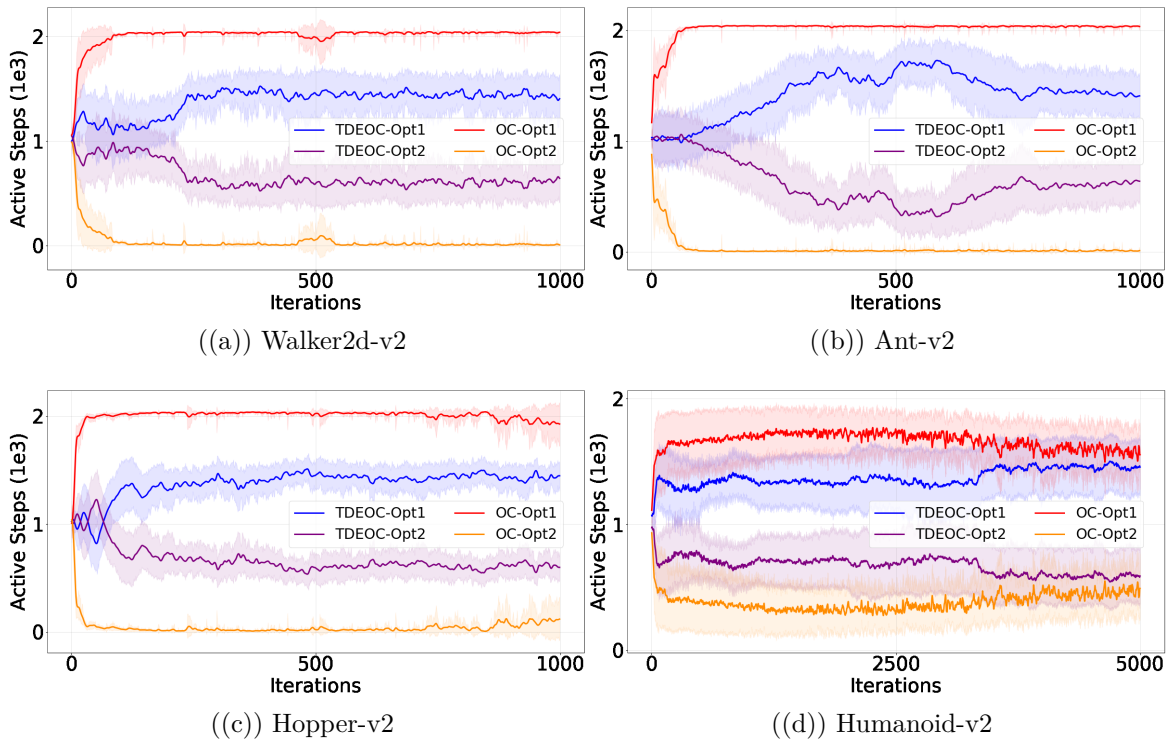 Active Steps (1e3)
2
1
0
TDEOC-Opt1
TDEOC-Opt2
OC-Opt1
OC-Opt2
0
500
1000
Iterations
((a)) Walker2d-v2
Active Steps (1e3)
2
1
0
TDEOC-Opt1
TDEOC-Opt2
OC-Opt1
OC-Opt2
0
500
1000
Iterations
((b)) Ant-v2
Active Steps (1e3)
2
1
0
TDEOC-Opt1
TDEOC-Opt2
OC-Opt1
OC-Opt2
0
500
1000
Iterations
((c)) Hopper-v2
Active Steps (1e3)
2
1
0
TDEOC-Opt1
TDEOC-Opt2
OC-Opt1
OC-Opt2
0
2500
5000
Iterations
((d)) Humanoid-v2